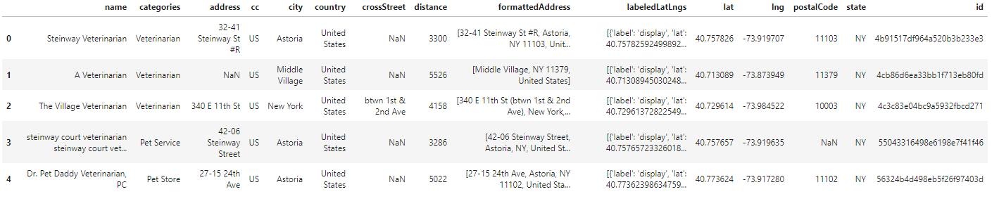 name categories address cc city country crossStreet distance formattedAddress labeledLatLngs lat lng postalCode state id
32-41
United
[32-41 Steinway St #R, Astoria,
[{'label': 'display', 'lat':
0 Steinway Veterinarian Veterinarian Steinway St US Astoria States NaN 3300 NY 11103, Unit... 40.75782592499892... 40.757826 -73.919707 11103 NY 4b91517df964a520b3b233e3
#R
Middle
United
[Middle Village, NY 11379,
[{'label': 'display', 'lat':
1 A Veterinarian Veterinarian NaN US Village States NaN 5526 United States] 40.71308945030248... 40.713089 -73.873949 11379 NY 4cb86d6ea33bb1f713eb80fd
United
btwn 1st &
[340 E 11th St (btwn 1st & 2nd
[{'label': 'display', 'lat':
2 The Village Veterinarian Veterinarian 340 E 11th St US New York States 2nd Ave 4158 Ave), New York,... 40.72961372822549... 40.729614 -73.984522 10003 NY 4c3c83e04bc9a5932fbcd271
steinway court veterinarian
42-06
United
[42-06 Steinway Street,
[{'label': 'display', 'lat':
3 steinway court vet... Pet Service Steinway US Astoria States NaN 3286 Astoria, NY, United St... 40.75765723326018... 40.757657 -73.919635 NaN NY 55043316498e6198e7f41f46
Street
Dr. Pet Daddy Veterinarian,
27-15 24th
United
[27-15 24th Ave, Astoria, NY
[{'label': 'display', 'lat':
4 PC Pet Store Ave US Astoria States NaN 5022 11102, United Sta... 40.77362398634759... 40.773624 -73.917280 11102 NY 56324b4d498eb5f26f97403d